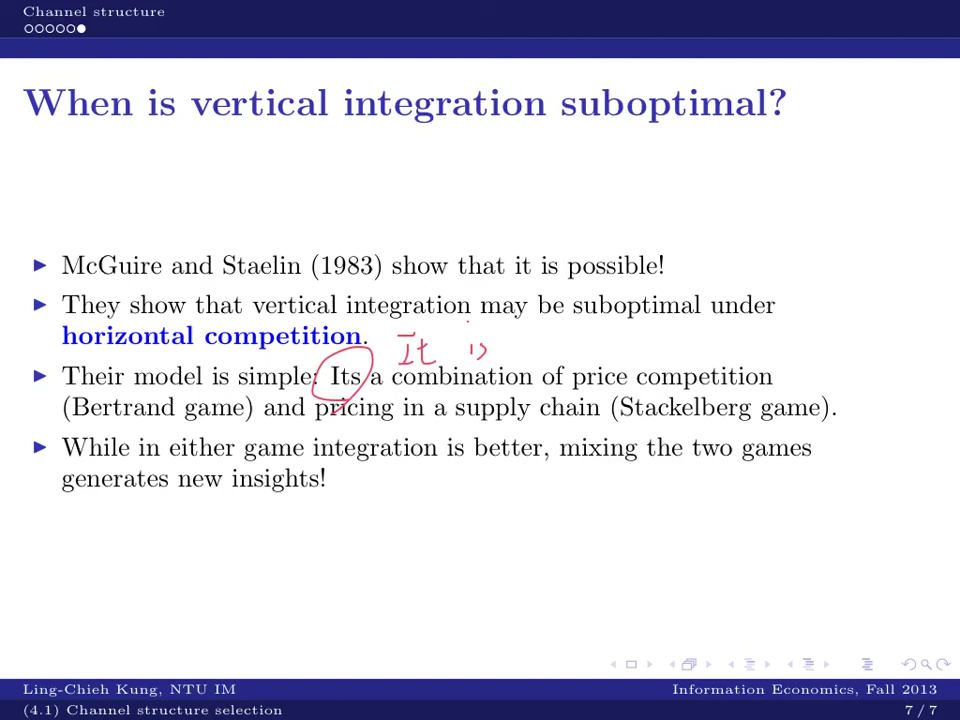 Channel structure
When is vertical integration suboptimal?
McGuire and Staelin (1983) show that it is possible!
They show that vertical integration may be suboptimal under
horizontal competition.
It is
Their model is simple: Its a combination of price competition
(Bertrand game) and pricing in a supply chain (Stackelberg game).
While in either game integration is better, mixing the two games
generates new insights!
Ling-Chieh Kung, NTU IM
Information Economics, Fall 2013
(4.1) Channel structure selection
7 / 7